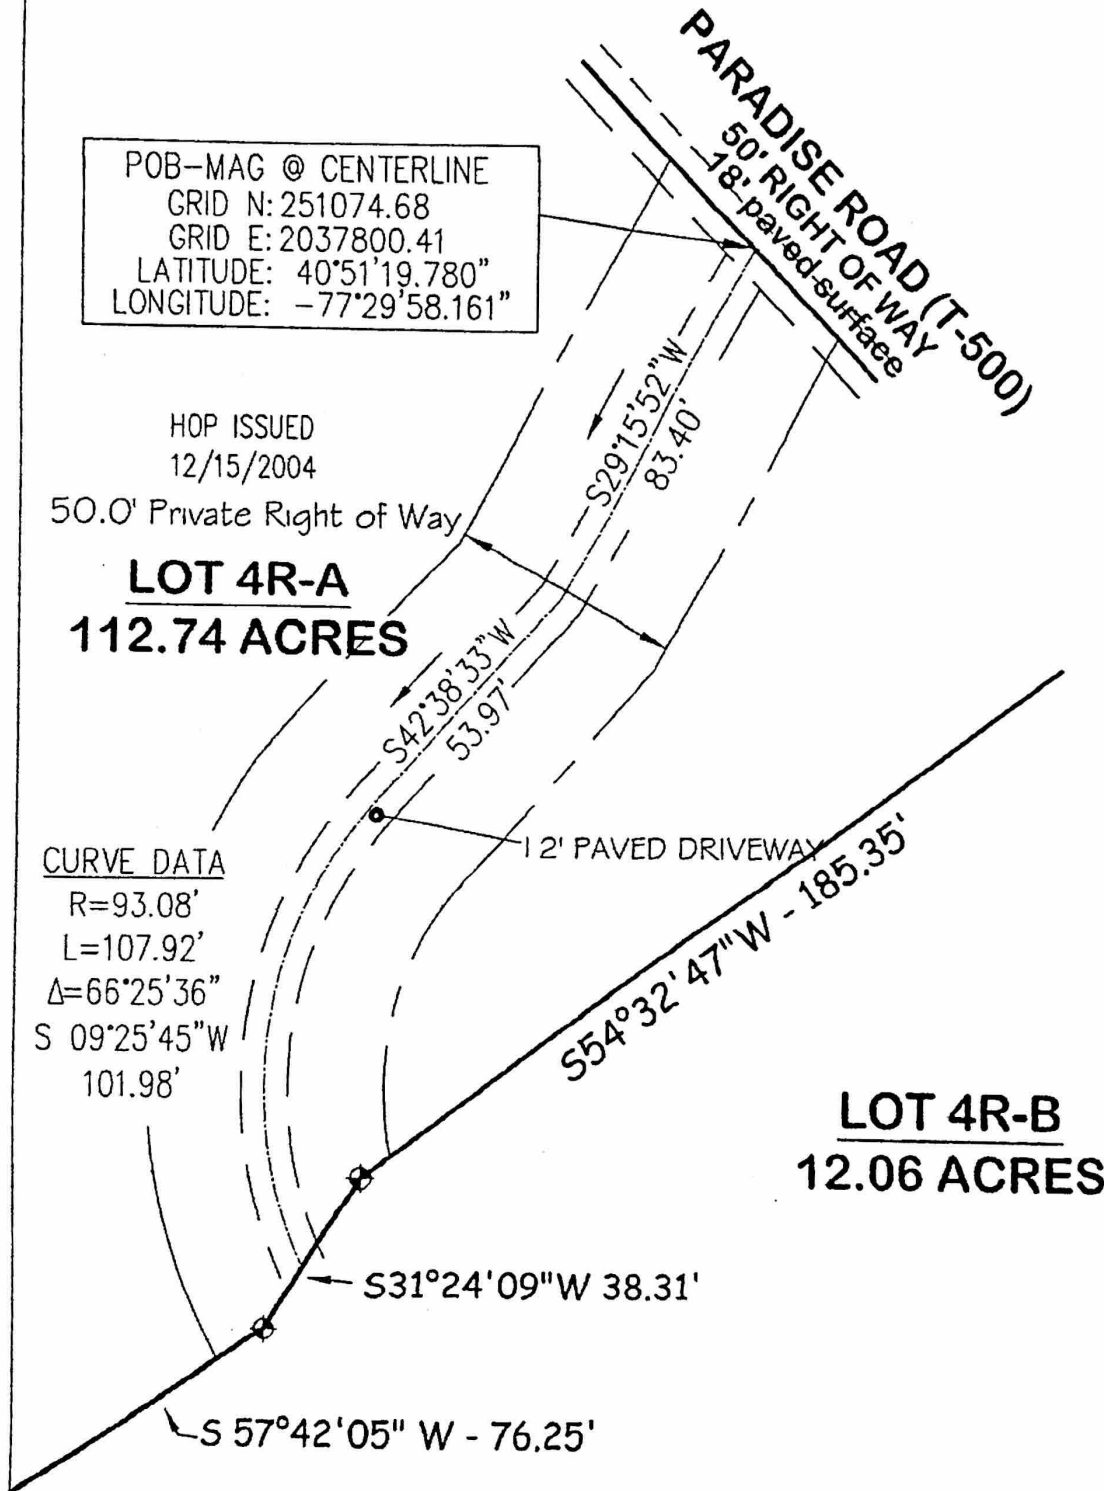 PARADISE ROAD (T-500)
50' RIGHT OF WAY
18' paved surface
POB-MAG @ CENTERLINE
GRID N: 251074.68
GRID E: 2037800.41
LATITUDE: 40°51'19.780"
LONGITUDE: -77°29'58.161"
S29°15'52"W
83.40'
HOP ISSUED
12/15/2004
50.0' Private Right of Way
LOT 4R-A
112.74 ACRES
S42°38'33"W
53.97'
12' PAVED DRIVEWAY
CURVE DATA
R=93.08'
L=107.92'
Δ=66°25'36"
S 09°25'45"W
101.98'
S54°32'47"W - 185.35'
LOT 4R-B
12.06 ACRES
S31°24'09"W 38.31'
S 57°42'05" W - 76.25'